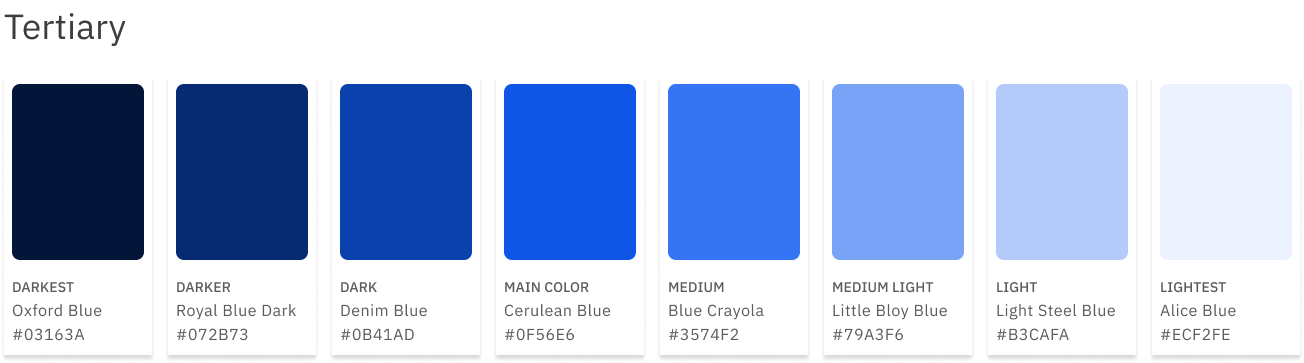 Tertiary
DARKEST
Oxford Blue
#03163A
DARKER
Royal Blue Dark
#072B73
DARK
Denim Blue
#0B41AD
MAIN COLOR
Cerulean Blue
#0F56E6
MEDIUM
Blue Crayola
#3574F2
MEDIUM LIGHT
Little Bloy Blue
#79A3F6
LIGHT
Light Steel Blue
#B3CAFA
LIGHTEST
Alice Blue
#ECF2FE